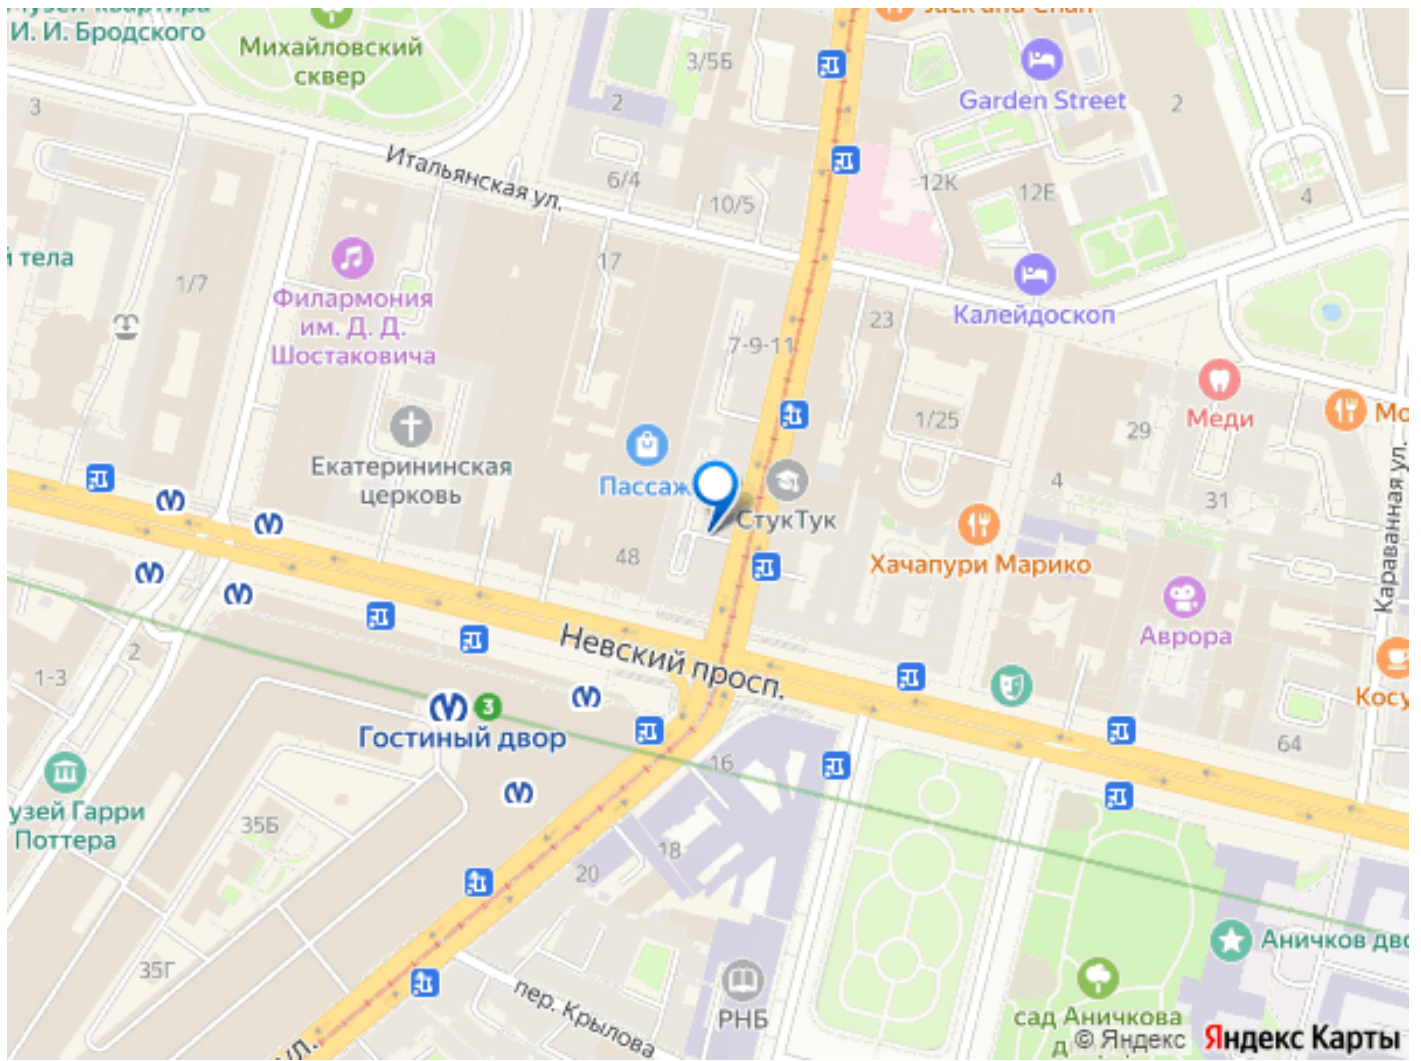 И. И. Бродского
Михайловский
сквер
3/5Б
Garden Street
2
2
3
Итальянская ул.
6/4
10/5
12К
12Е
4
й тела
1/7
17
Филармония
им. Д. Д.
Шостаковича
Калейдоскоп
23
7-9-11
Меди
1/25
29
Мо
Екатерининская
церковь
Пассаж
4
31
СтукТук
Хачапури Марико
48
Караванная ул.
Аврора
Невский просп.
2
1-3
3
Гостиный двор
Косу
64
16
узей Гарри
Поттера
35Б
18
20
35Г
Аничков дво
пер. Крылова
РНБ
сад Аничкова
д
ул.
© Яндекс
Яндекс Карты